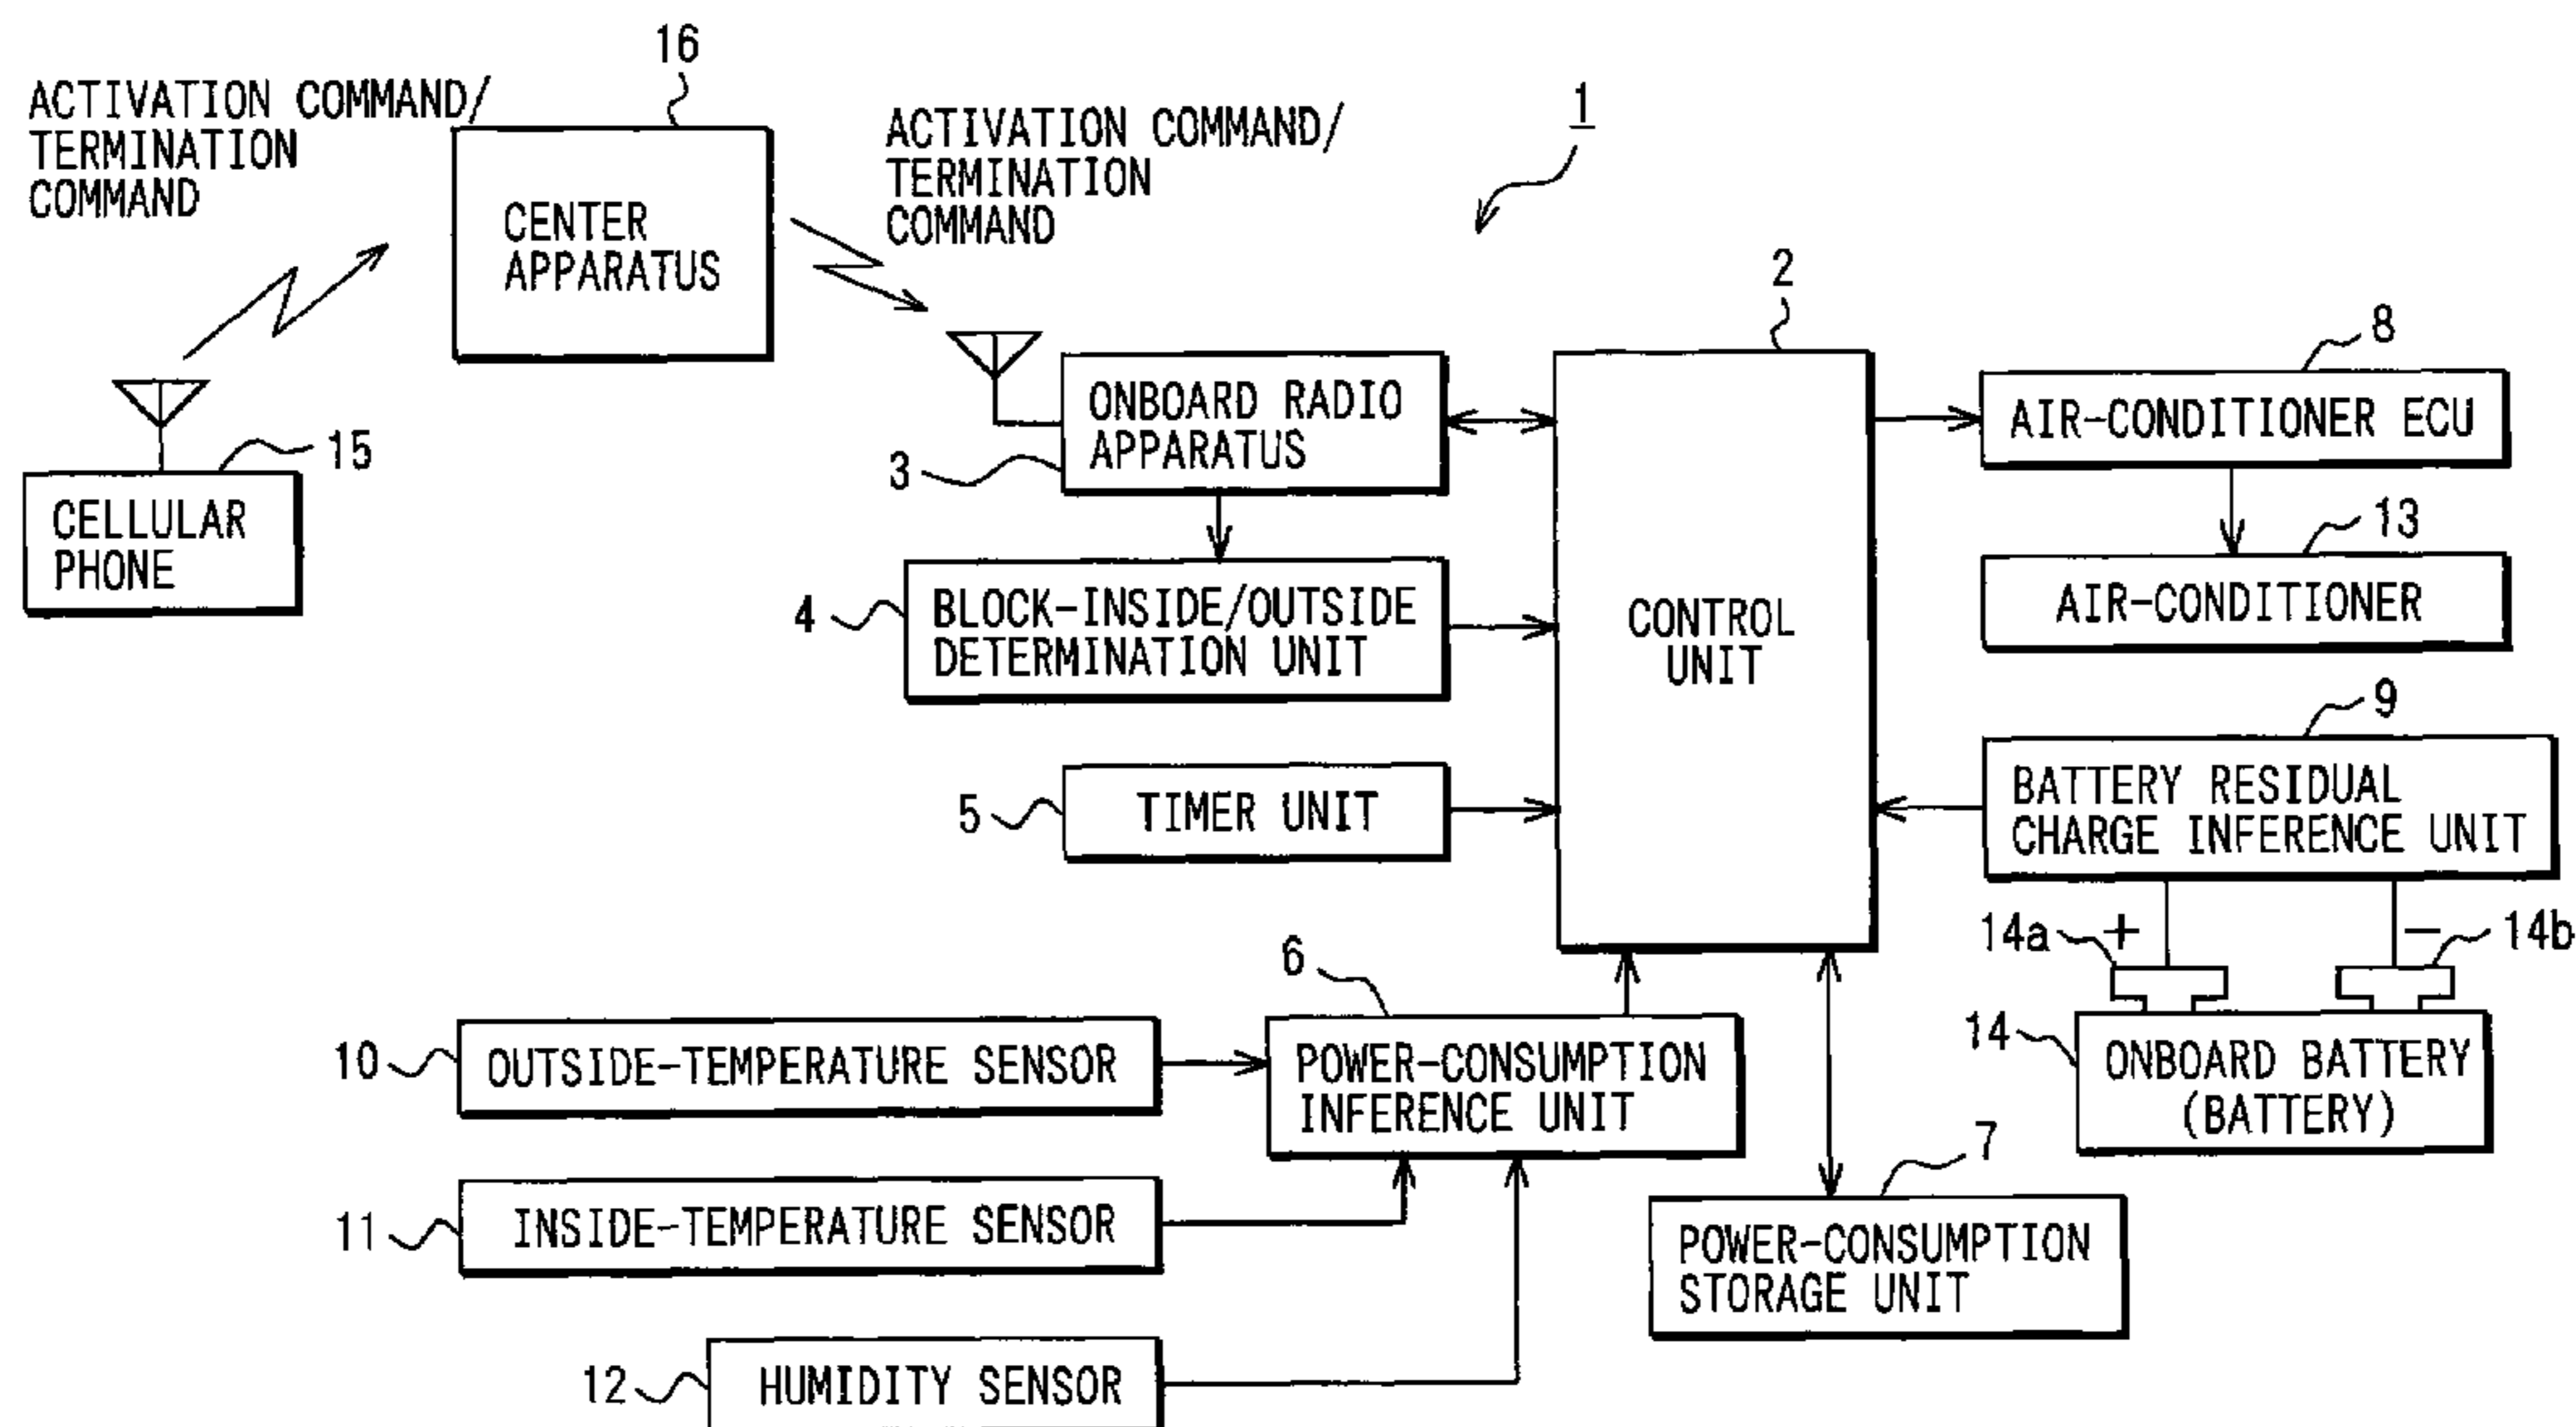 16
ACTIVATION COMMAND/
TERMINATION
COMMAND
CENTER
APPARATUS
ACTIVATION COMMAND/
TERMINATION
COMMAND
1
2
8
15
CELLULAR
PHONE
3
ONBOARD RADIO
APPARATUS
AIR-CONDITIONER ECU
13
AIR-CONDITIONER
4
BLOCK-INSIDE/OUTSIDE
DETERMINATION UNIT
CONTROL
UNIT
9
5
TIMER UNIT
BATTERY RESIDUAL
CHARGE INFERENCE UNIT
14a
+
−
14b
6
10
OUTSIDE-TEMPERATURE SENSOR
POWER-CONSUMPTION
INFERENCE UNIT
14
ONBOARD BATTERY
(BATTERY)
7
11
INSIDE-TEMPERATURE SENSOR
POWER-CONSUMPTION
STORAGE UNIT
12
HUMIDITY SENSOR